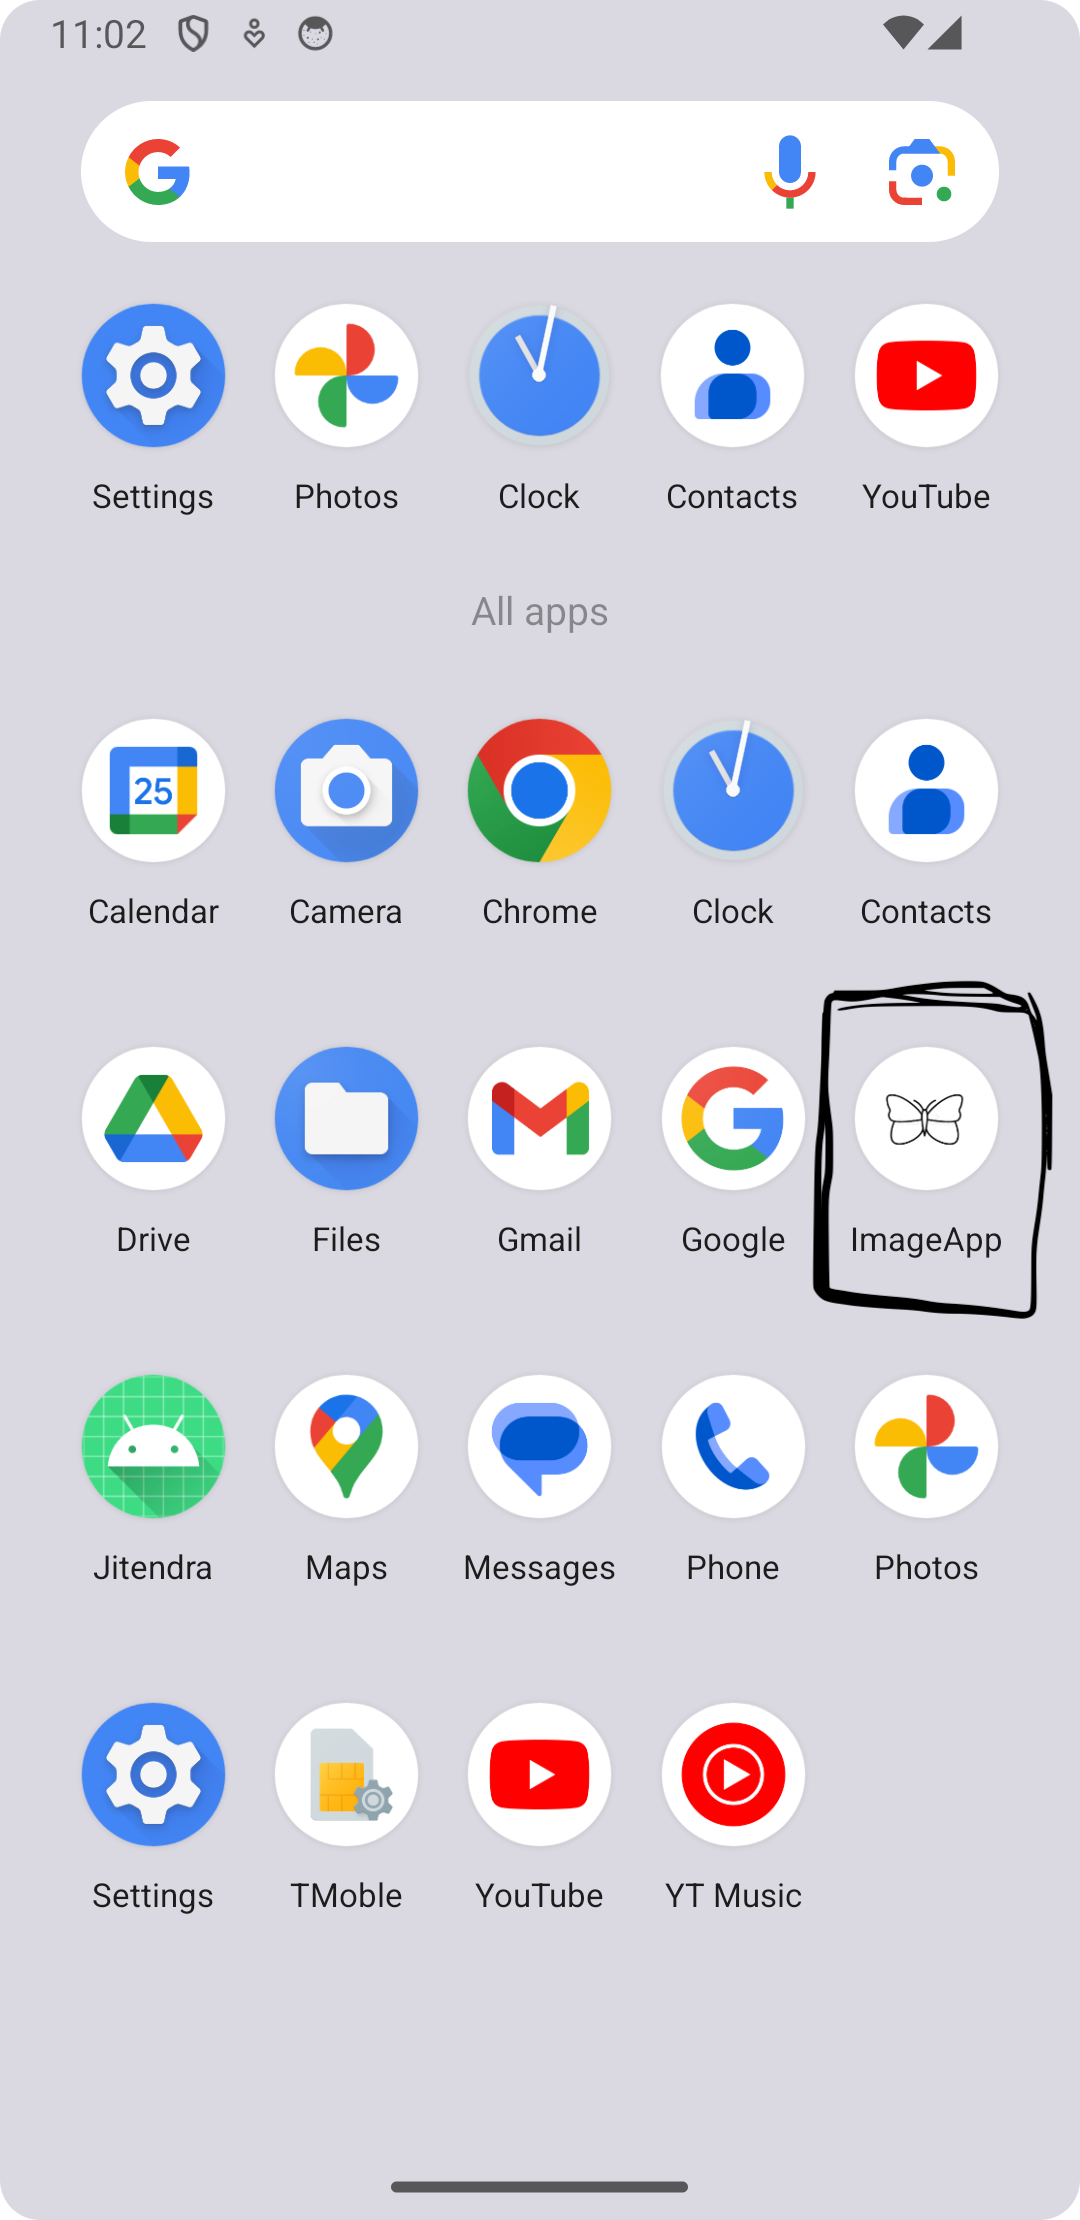 11:02
Settings Photos Clock Contacts YouTube
All apps
25
Calendar Camera Chrome Clock Contacts
Drive Files Gmail Google ImageApp
Jitendra Maps Messages Phone Photos
Settings TMoble YouTube YT Music